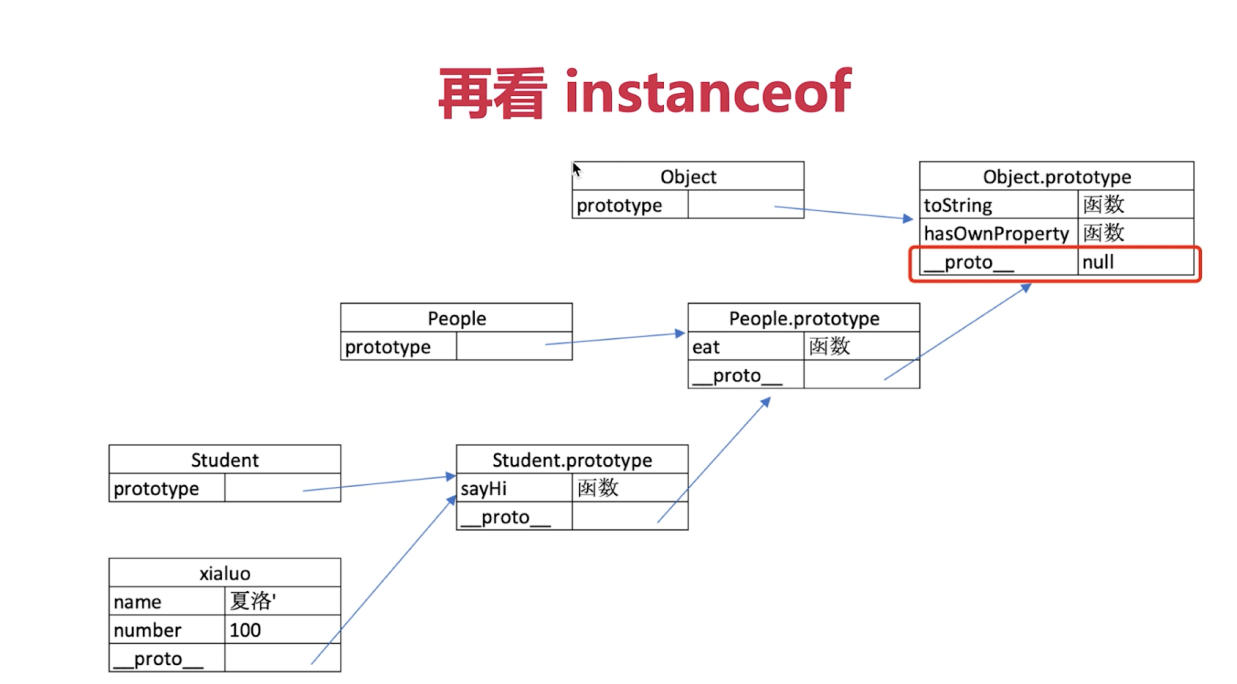 再看 instanceof
Object
prototype
Object.prototype
toString 函数
hasOwnProperty 函数
__proto__ null
People
prototype
People.prototype
eat 函数
__proto__
Student
prototype
Student.prototype
sayHi 函数
__proto__
xialuo
name 夏洛'
number 100
__proto__